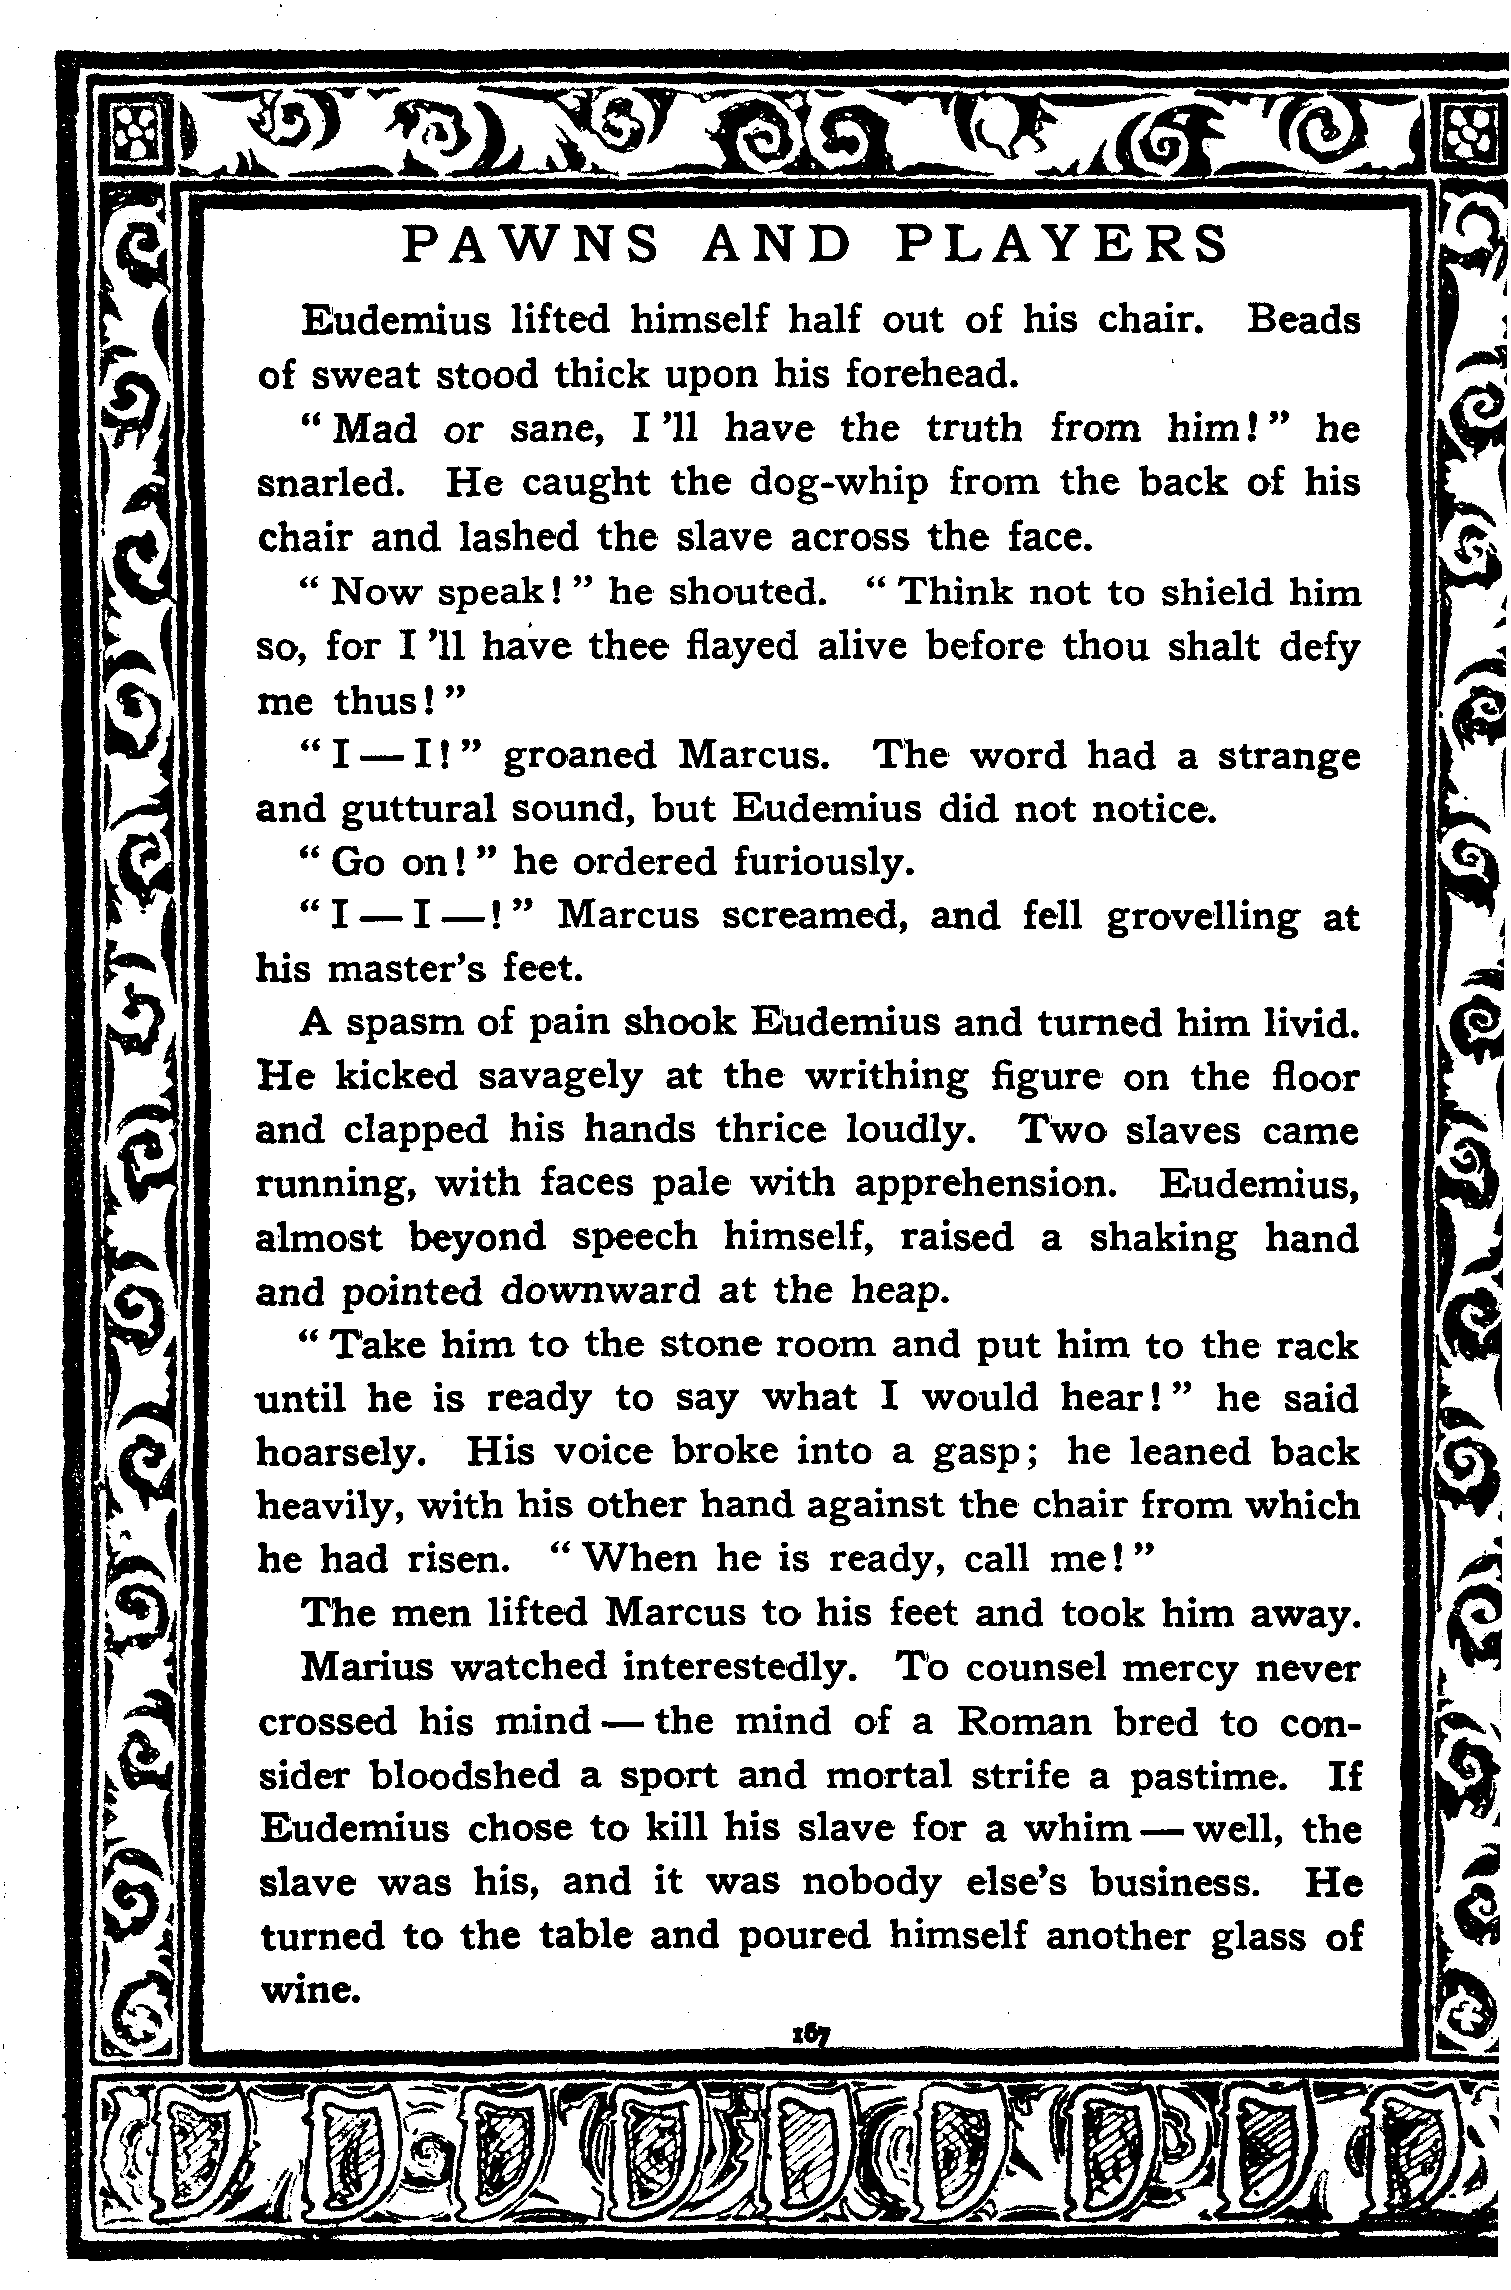 PAWNS AND PLAYERS
Eudemius lifted himself half out of his chair. Beads
of sweat stood thick upon his forehead.
“ Mad or sane, I ’ll have the truth from him! ” he
snarled. He caught the dog-whip from the back of his
chair and lashed the slave across the face.
“ Now speak! ” he shouted. “ Think not to shield him
so, for I ’ll have thee flayed alive before thou shalt defy
me thus! ”
“ I — I! ” groaned Marcus. The word had a strange
and guttural sound, but Eudemius did not notice.
“ Go on! ” he ordered furiously.
“ I — I —! ” Marcus screamed, and fell grovelling at
his master’s feet.
A spasm of pain shook Eudemius and turned him livid.
He kicked savagely at the writhing figure on the floor
and clapped his hands thrice loudly. Two slaves came
running, with faces pale with apprehension. Eudemius,
almost beyond speech himself, raised a shaking hand
and pointed downward at the heap.
“ Take him to the stone room and put him to the rack
until he is ready to say what I would hear! ” he said
hoarsely. His voice broke into a gasp; he leaned back
heavily, with his other hand against the chair from which
he had risen. “ When he is ready, call me! ”
The men lifted Marcus to his feet and took him away.
Marius watched interestedly. To counsel mercy never
crossed his mind — the mind of a Roman bred to con-
sider bloodshed a sport and mortal strife a pastime. If
Eudemius chose to kill his slave for a whim — well, the
slave was his, and it was nobody else’s business. He
turned to the table and poured himself another glass of
wine.
167